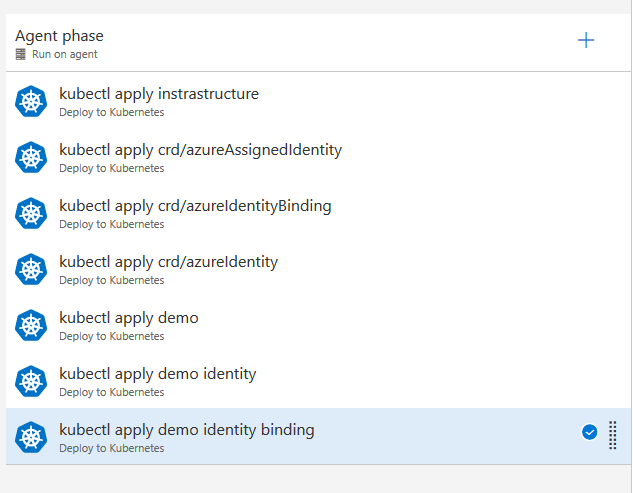 Agent phase
Run on agent
kubectl apply instrastructure
Deploy to Kubernetes
kubectl apply crd/azureAssignedIdentity
Deploy to Kubernetes
kubectl apply crd/azureIdentityBinding
Deploy to Kubernetes
kubectl apply crd/azureIdentity
Deploy to Kubernetes
kubectl apply demo
Deploy to Kubernetes
kubectl apply demo identity
Deploy to Kubernetes
kubectl apply demo identity binding
Deploy to Kubernetes